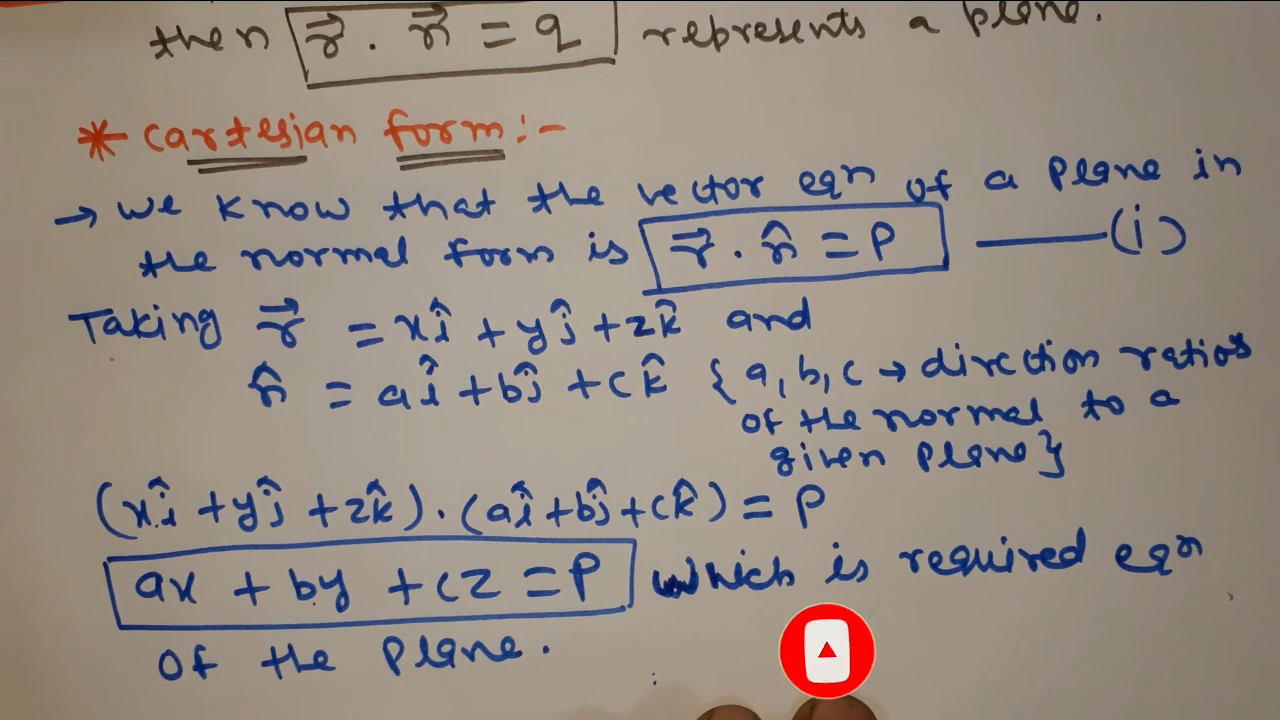 then r⃗ . n⃗ = q represents a plane.
* Cartesian form:-
→ we know that the vector eqn of a plane in
the normal form is r⃗ . n̂ = P ——(i)
Taking r⃗ = xî + yĵ + zk̂ and
n̂ = aî + bĵ + ck̂ { a, b, c → direction ratios
of the normal to a
given plane}
(xî + yĵ + zk̂) . (aî + bĵ + ck̂) = P
ax + by + cz = P which is required eqn
of the plane.